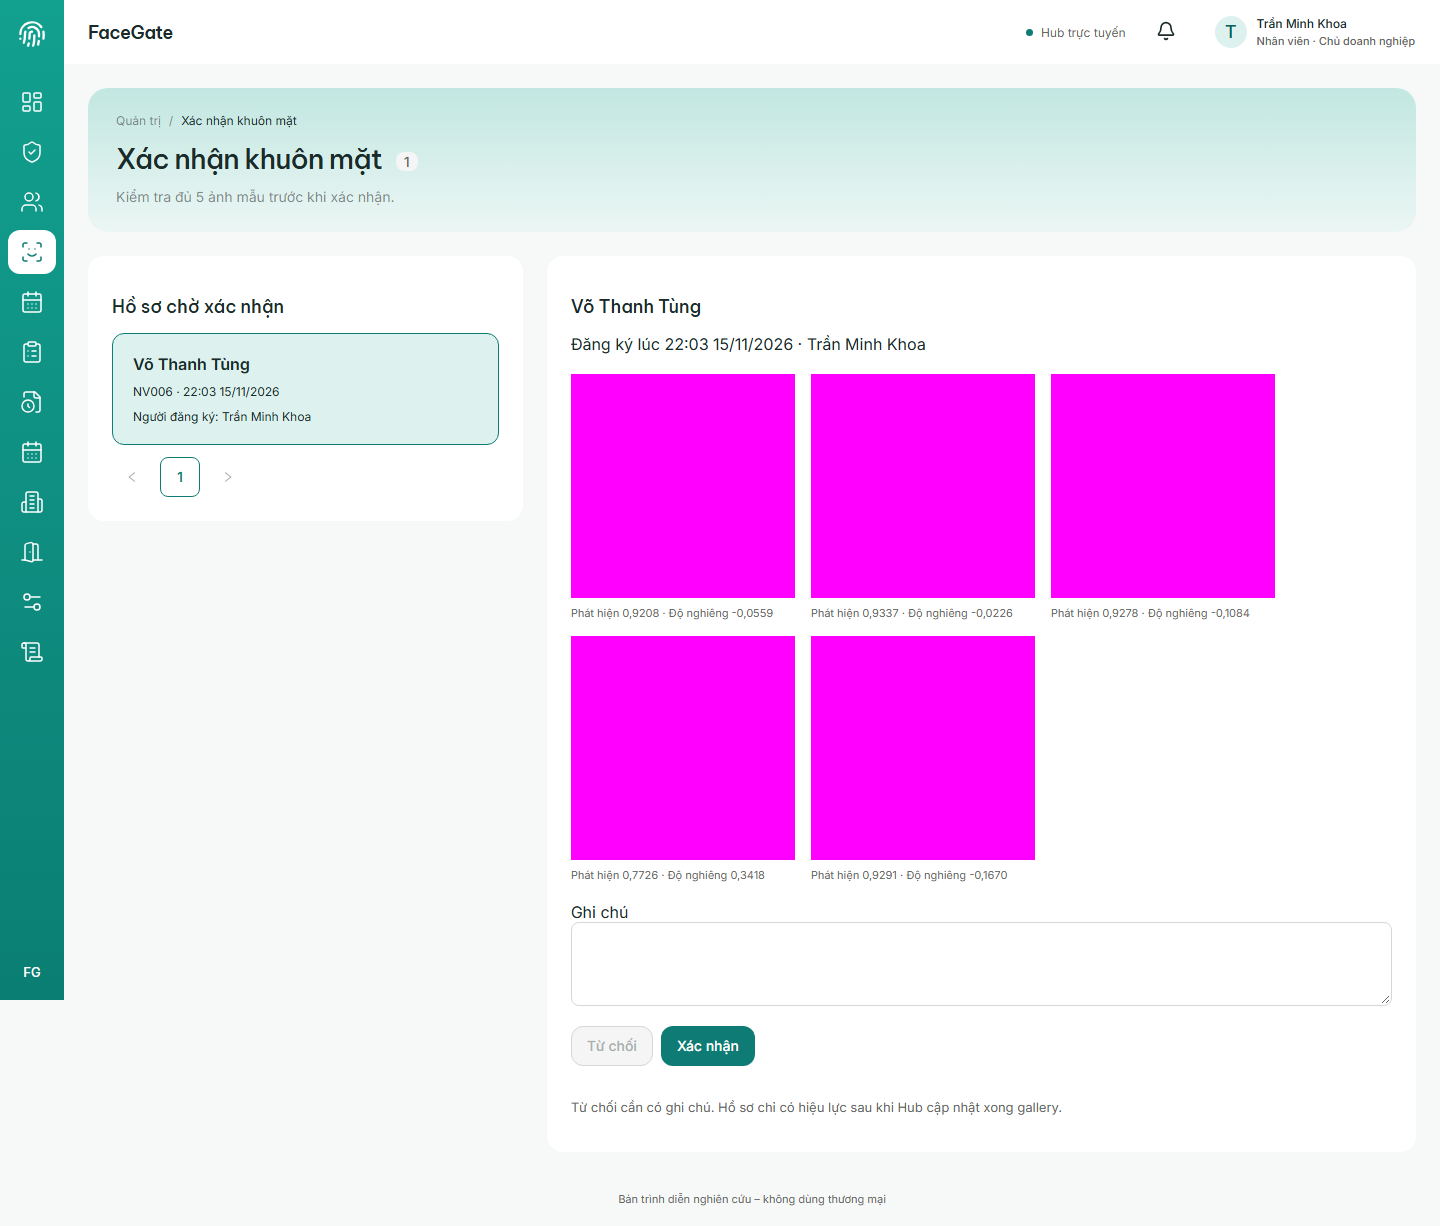 FaceGate
Hub trực tuyến
T
Trần Minh Khoa
Nhân viên · Chủ doanh nghiệp
Quản trị / Xác nhận khuôn mặt
Xác nhận khuôn mặt 1
Kiểm tra đủ 5 ảnh mẫu trước khi xác nhận.
Hồ sơ chờ xác nhận
Võ Thanh Tùng
NV006 · 22:03 15/11/2026
Người đăng ký: Trần Minh Khoa
1
Võ Thanh Tùng
Đăng ký lúc 22:03 15/11/2026 · Trần Minh Khoa
Phát hiện 0,9208 · Độ nghiêng -0,0559
Phát hiện 0,9337 · Độ nghiêng -0,0226
Phát hiện 0,9278 · Độ nghiêng -0,1084
Phát hiện 0,7726 · Độ nghiêng 0,3418
Phát hiện 0,9291 · Độ nghiêng -0,1670
Ghi chú
Từ chối
Xác nhận
Từ chối cần có ghi chú. Hồ sơ chỉ có hiệu lực sau khi Hub cập nhật xong gallery.
FG
Bản trình diễn nghiên cứu – không dùng thương mại